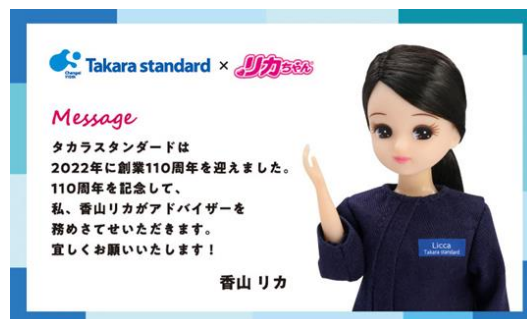 Takara standard × リカちゃん
Message
タカラスタンダードは
2022年に創業110周年を迎えました。
110周年を記念して、
私、香山リカがアドバイザーを
務めさてせいただきます。
宜しくお願いいたします！
香山 リカ
Licca
Takara standard